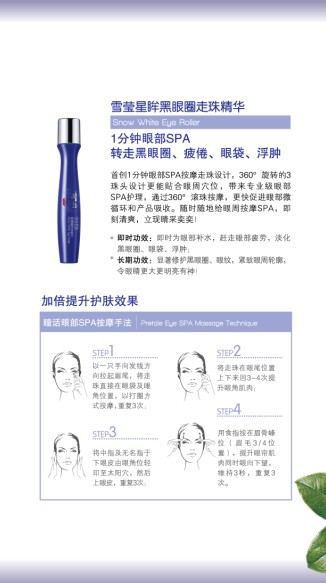 雪莹星眸黑眼圈走珠精华
Snow White Eye Roller
1分钟眼部SPA
转走黑眼圈、疲倦、眼袋、浮肿
首创1分钟眼部SPA按摩走珠设计，360°旋转的3
珠头设计更能贴合眼周穴位，带来专业级眼部
SPA护理，通过360°滚珠按摩，更快促进眼部微
循环和产品吸收。随时随地给眼周按摩SPA，即
刻清爽，立现睛采奕奕！
即时功效：即时为眼部补水，赶走眼部疲劳，淡化
黑眼圈、眼袋、浮肿
长期功效：显著修护黑眼圈、眼纹，紧致眼周轮廓，
令眼睛更大更明亮有神！
加倍提升护肤效果
瞳话眼部SPA按摩手法 | Pretale Eye SPA Massage Technique
STEP1
以一只手向发线方
向拉起眉尾，将走
珠直接在眼袋及眼
角位置，以打圈方
式按摩，重复3次；
STEP2
将走珠在眼尾位置
上下来回3-4次提
升眼角肌肉；
STEP3
将中指及无名指于
下眼皮由眼角位轻
印至太阳穴，然后
上眼皮，重复3次；
STEP4
用食指按在眉骨峰
位（眉毛3/4位
置），提升眼帘肌
肉同时眼向下望，
维持3秒，重复3
次。